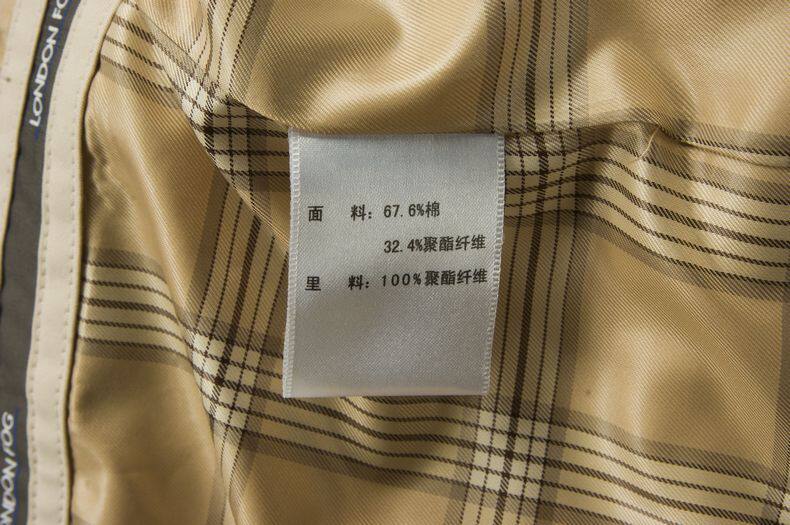 LONDON FO
LONDON FOG
面 料: 67.6%棉
32.4%聚酯纤维
里 料: 100%聚酯纤维